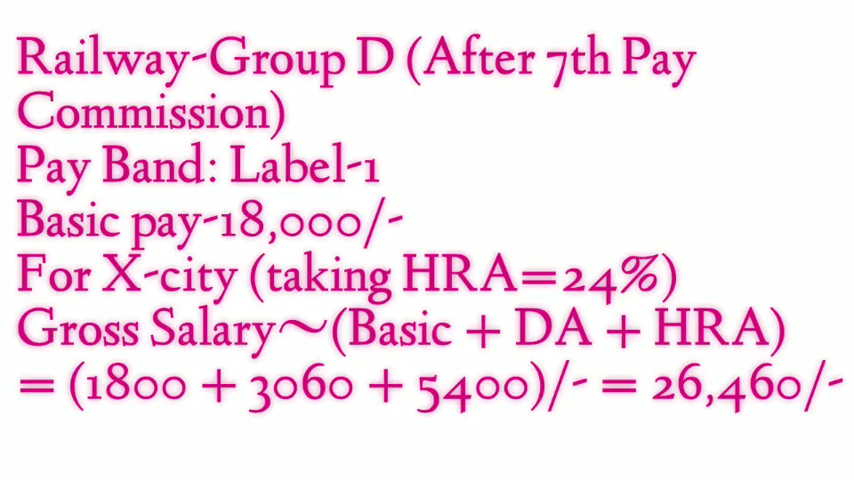 Railway-Group D (After 7th Pay
Commission)
Pay Band: Label-1
Basic pay-18,000/-
For X-city (taking HRA=24%)
Gross Salary~(Basic + DA + HRA)
= (1800 + 3060 + 5400)/- = 26,460/-